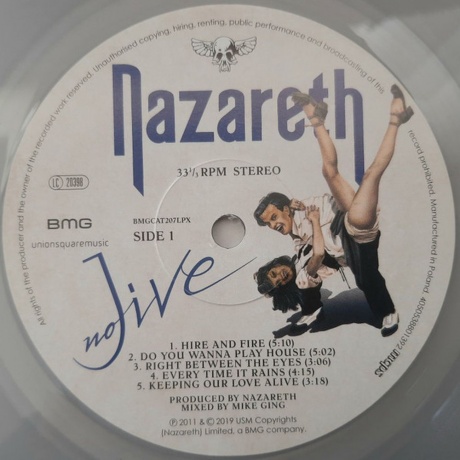 All rights of the producer and the owner of the recorded work reserved. Unauthorised copying, hiring, renting, public performance and broadcasting of this record prohibited. Manufactured in Poland.
mcps
nazareth
33⅓ RPM STEREO
LC 28398
BMG
unionsquaremusic
BMGCAT207LPX
SIDE 1
no Jive
1. HIRE AND FIRE (5:10)
2. DO YOU WANNA PLAY HOUSE (5:02)
3. RIGHT BETWEEN THE EYES (3:06)
4. EVERY TIME IT RAINS (4:15)
5. KEEPING OUR LOVE ALIVE (3:18)
PRODUCED BY NAZARETH
MIXED BY MIKE GING
℗ 2011 & © 2019 USM Copyrights
(Nazareth) Limited, a BMG company.